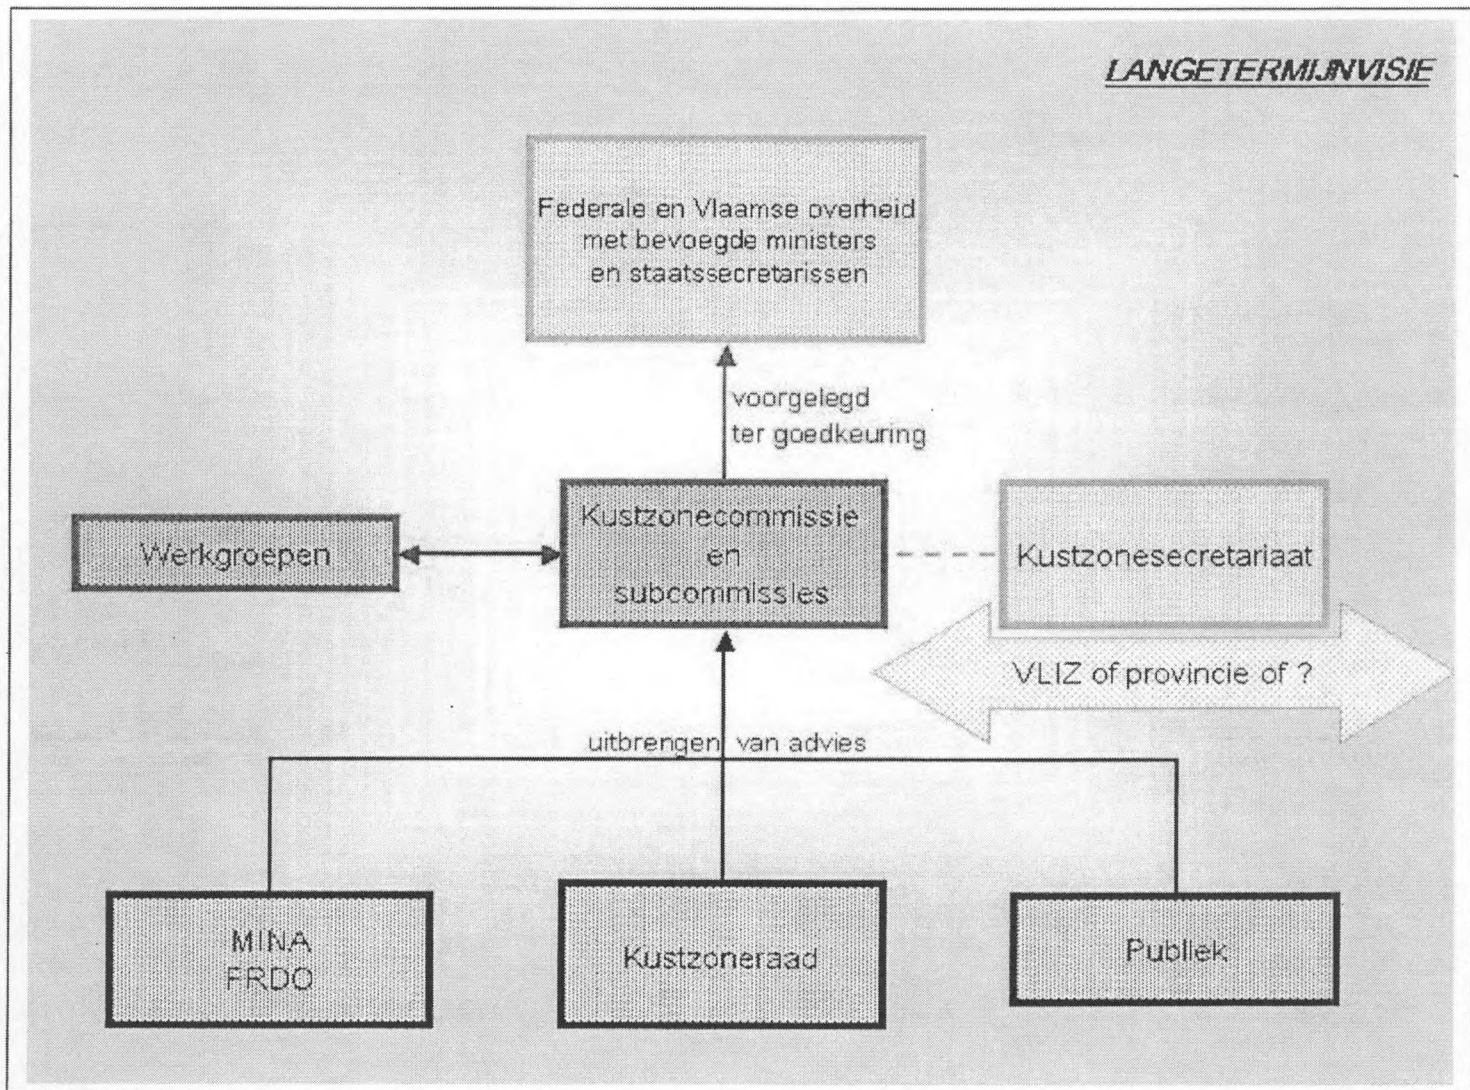 LANGETERMIJNVISIE
Federale en Vlaamse overheid
met bevoegde ministers
en staatssecretarissen
voorgelegd
ter goedkeuring
Werkgroepen
Kustzonecommissie
en
subcommissies
Kustzonesecretariaat
VLIZ of provincie of ?
uitbrengen van advies
MINA
FRDO
Kustzoneraad
Publiek